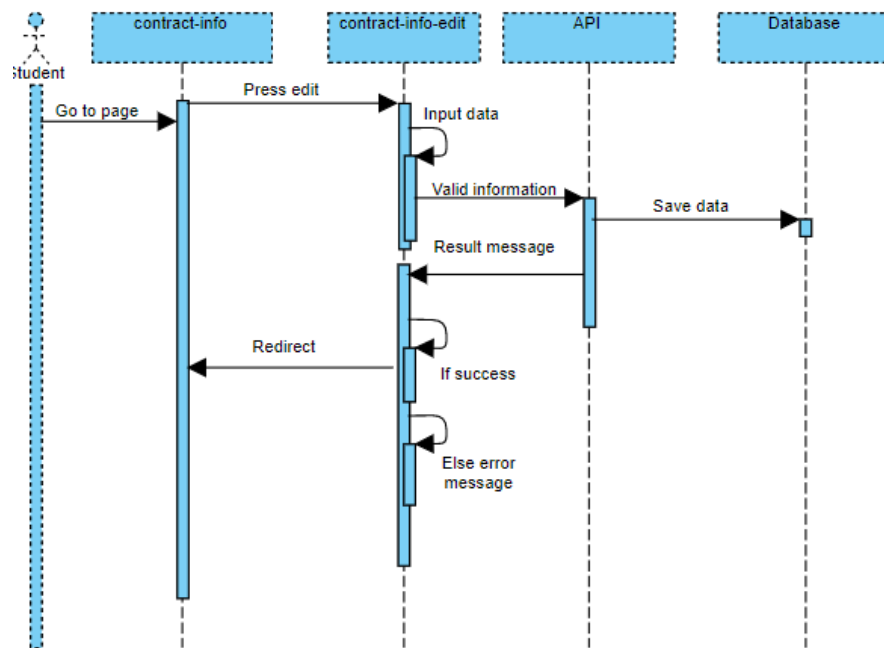 contract-info
contract-info-edit
API
Database
Student
Press edit
Go to page
Input data
Valid information
Save data
Result message
Redirect
If success
Else error
message